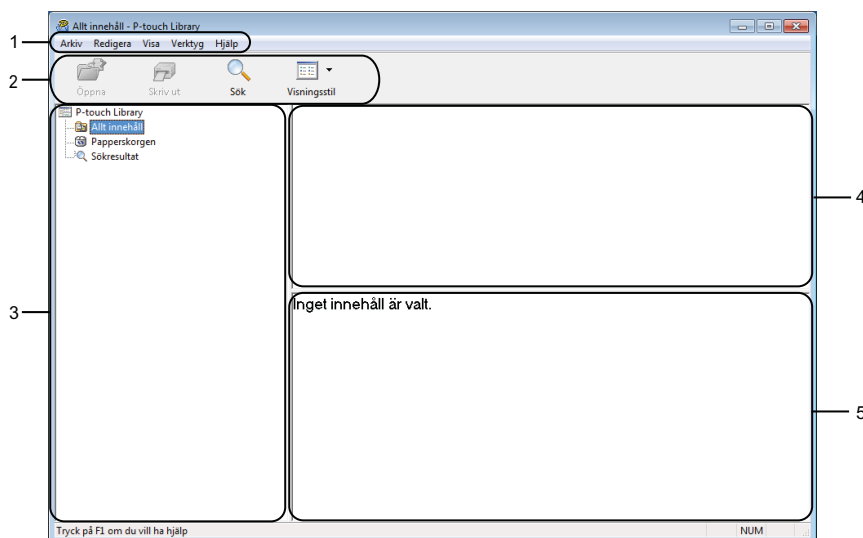 Allt innehåll - P-touch Library
1
Arkiv Redigera Visa Verktyg Hjälp
2
Öppna Skriv ut Sök Visningsstil
P-touch Library
Allt innehåll
Papperskorgen
Sökresultat
4
3
Inget innehåll är valt.
5
Tryck på F1 om du vill ha hjälp NUM